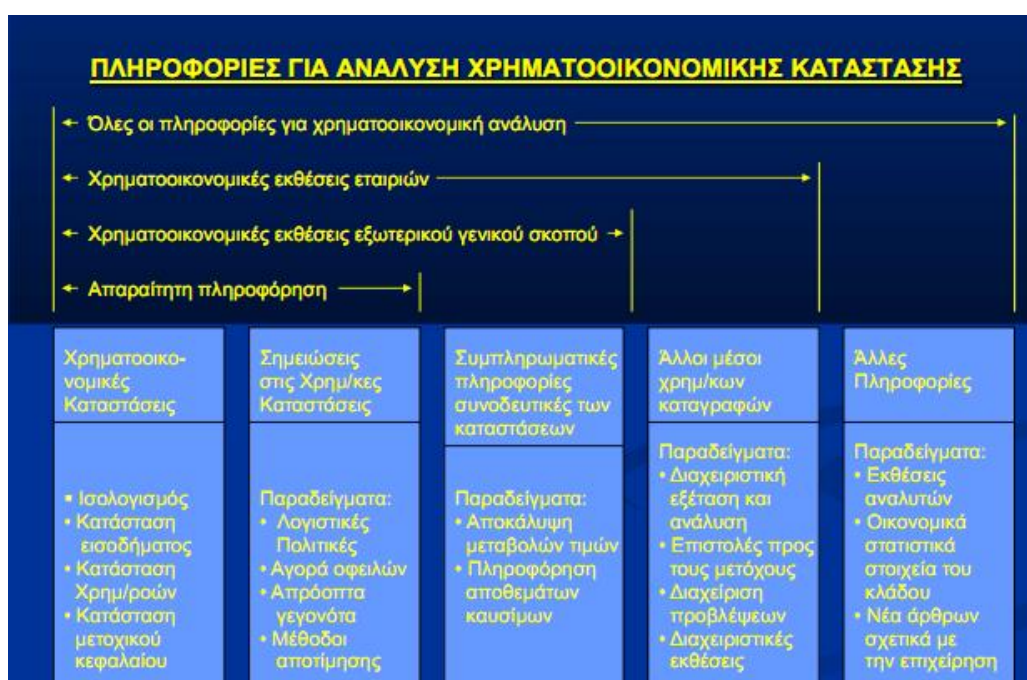 ΠΛΗΡΟΦΟΡΙΕΣ ΓΙΑ ΑΝΑΛΥΣΗ ΧΡΗΜΑΤΟΟΙΚΟΝΟΜΙΚΗΣ ΚΑΤΑΣΤΑΣΗΣ
Όλες οι πληροφορίες για χρηματοοικονομική ανάλυση
Χρηματοοικονομικές εκθέσεις εταιριών
Χρηματοοικονομικές εκθέσεις εξωτερικού γενικού σκοπού
Απαραίτητη πληροφόρηση
Χρηματοοικο-
νομικές
Καταστάσεις
▪ Ισολογισμός
• Κατάσταση
εισοδήματος
• Κατάσταση
Χρημ/ροών
• Κατάσταση
μετοχικού
κεφαλαίου
Σημειώσεις
στις Χρημ/κες
Καταστάσεις
Παραδείγματα:
• Λογιστικές
Πολιτικές
• Αγορά οφειλών
• Απρόοπτα
γεγονότα
• Μέθοδοι
αποτίμησης
Συμπληρωματικές
πληροφορίες
συνοδευτικές των
καταστάσεων
Παραδείγματα:
• Αποκάλυψη
μεταβολών τιμών
• Πληροφόρηση
αποθεμάτων
καυσίμων
Άλλοι μέσοι
χρημ/κων
καταγραφών
Παραδείγματα:
• Διαχειριστική
εξέταση και
ανάλυση
• Επιστολές προς
τους μετόχους
• Διαχείριση
προβλέψεων
• Διαχειριστικές
εκθέσεις
Άλλες
Πληροφορίες
Παραδείγματα:
• Εκθέσεις
αναλυτών
• Οικονομικά
στατιστικά
στοιχεία του
κλάδου
• Νέα άρθρων
σχετικά με
την επιχείρηση